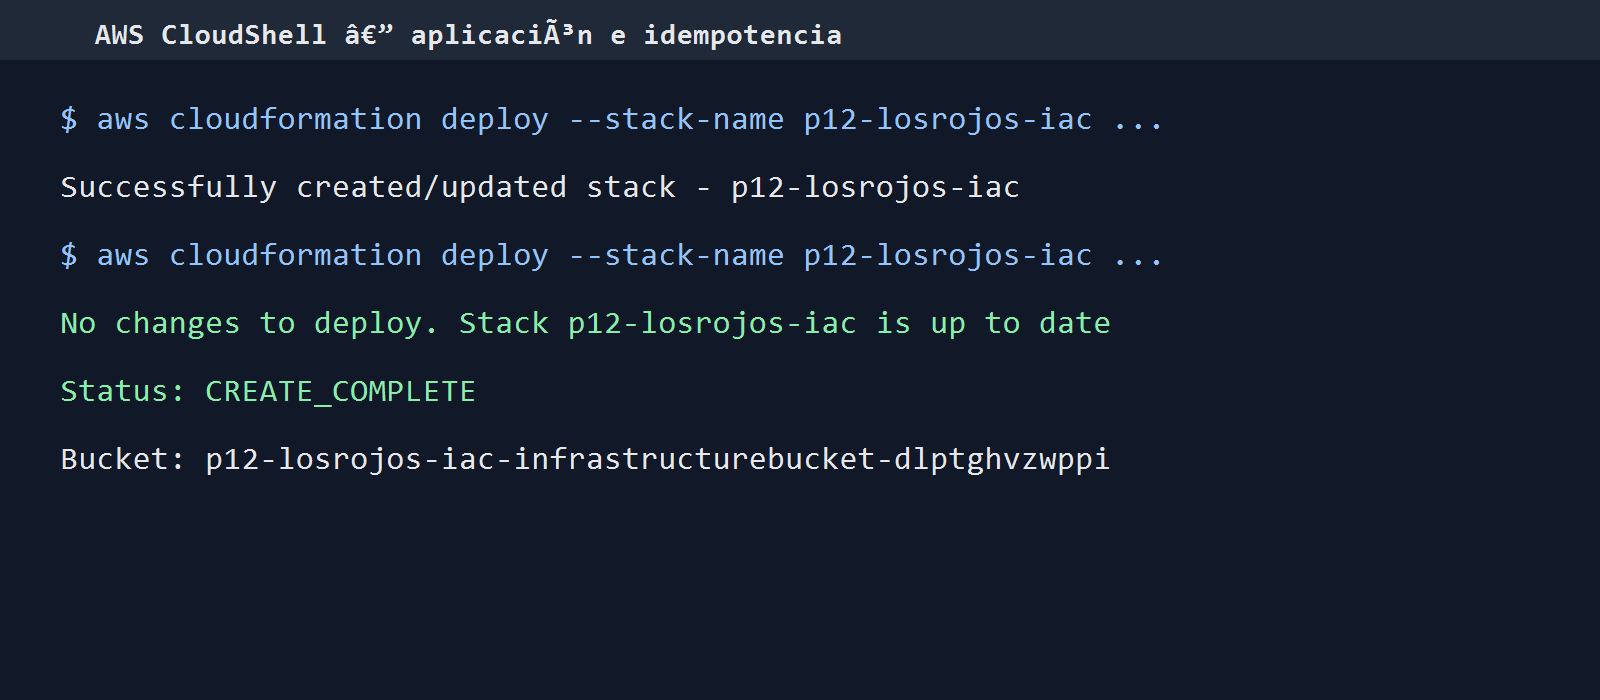 AWS CloudShell â€” aplicaciÃ³n e idempotencia
$ aws cloudformation deploy --stack-name p12-losrojos-iac ...
Successfully created/updated stack - p12-losrojos-iac
$ aws cloudformation deploy --stack-name p12-losrojos-iac ...
No changes to deploy. Stack p12-losrojos-iac is up to date
Status: CREATE_COMPLETE
Bucket: p12-losrojos-iac-infrastructurebucket-dlptghvzwppi